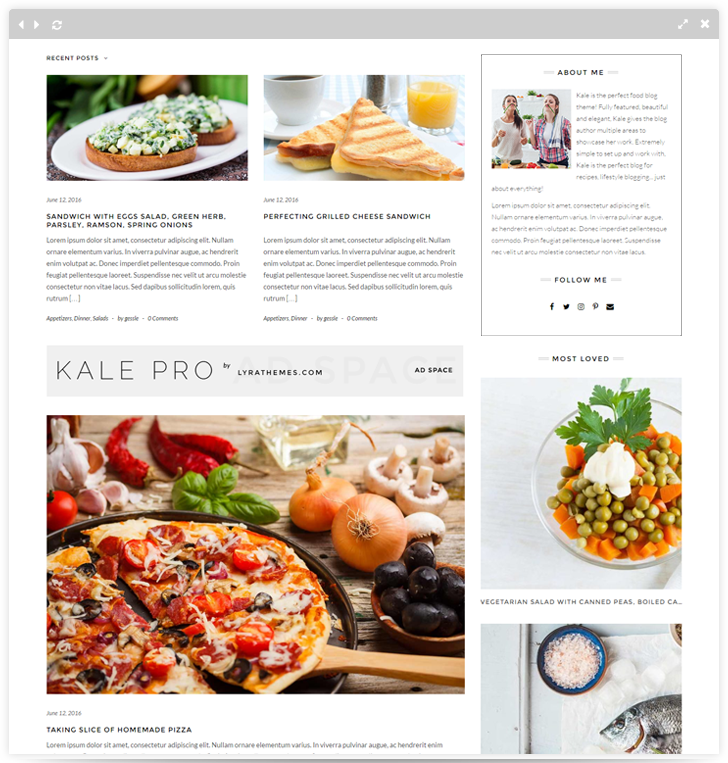 RECENT POSTS
June 12, 2016
SANDWICH WITH EGGS SALAD, GREEN HERB,
PARSLEY, RAMSON, SPRING ONIONS
Lorem ipsum dolor sit amet, consectetur adipiscing elit. Nullam
ornare elementum convallis. In viverra pulvinar augue, ac hendrerit
enim volutpat ac. Donec imperdiet pellentesque commodo. Proin
feugiat pellentesque laoreet. Suspendisse nec velit ut arcu molestie
consectetur non vitae lacus. Sed dapibus sollicitudin lorem, quis
rutrum [...]
Appetizers, Dinner, Salads - by gessie - 0 Comments
June 12, 2016
PERFECTING GRILLED CHEESE SANDWICH
Lorem ipsum dolor sit amet, consectetur adipiscing elit. Nullam
ornare elementum convallis. In viverra pulvinar augue, ac hendrerit
enim volutpat ac. Donec imperdiet pellentesque commodo. Proin
feugiat pellentesque laoreet. Suspendisse nec velit ut arcu molestie
consectetur non vitae lacus. Sed dapibus sollicitudin lorem, quis
rutrum [...]
Appetizers, Dinner - by gessie - 0 Comments
KALE PRO by LYRATHEMES.COM
AD SPACE
AD SPACE
June 12, 2016
TAKING SLICE OF HOMEMADE PIZZA
Lorem ipsum dolor sit amet, consectetur adipiscing elit. Nullam ornare elementum convallis. In viverra pulvinar augue, ac hendrerit enim
ABOUT ME
Kale is the perfect food blog
theme! Fully featured, beautiful
and elegant. Kale gives the blog
author multiple areas to
showcase her work. Extremely
simple to set up and work with,
Kale is the perfect blog for
recipes, lifestyle blogging... just
about everything!
Lorem ipsum dolor sit amet, consectetur adipiscing elit.
Nullam ornare elementum convallis. In viverra pulvinar augue,
ac hendrerit enim volutpat ac. Donec imperdiet pellentesque
commodo. Proin feugiat pellentesque laoreet. Suspendisse
nec velit ut arcu molestie consectetur non vitae lacus.
FOLLOW ME
MOST LOVED
VEGETARIAN SALAD WITH CANNED PEAS, BOILED CA...